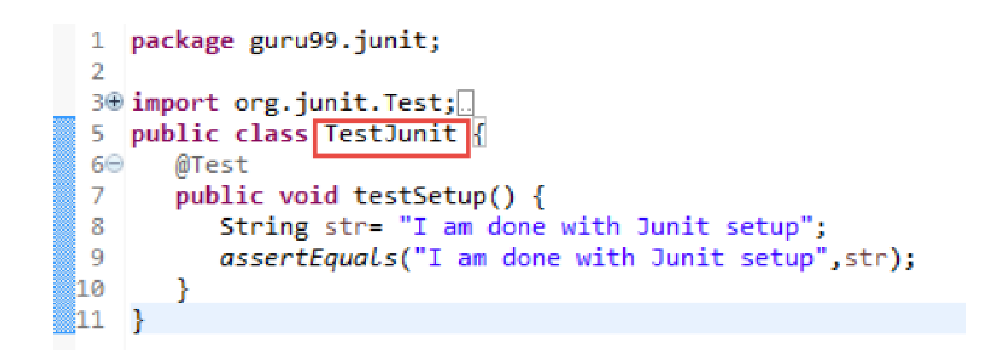 1 package guru99.junit;
2
3 import org.junit.Test;
5 public class TestJunit {
6 @Test
7 public void testSetup() {
8 String str= "I am done with Junit setup";
9 assertEquals("I am done with Junit setup",str);
10 }
11 }